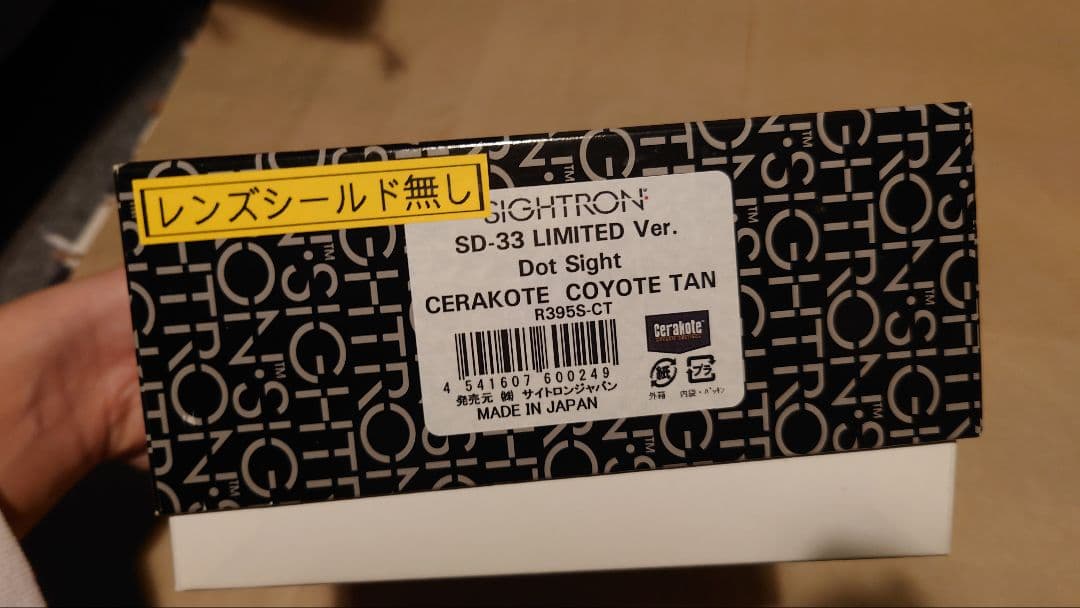 レンズシールド無し
SIGHTRON
SD-33 LIMITED Ver.
Dot Sight
CERAKOTE COYOTE TAN
R395S-CT
Cerakote
4 541607 600249
紙 プラ
外箱 内袋・パッキン
発売元 ㈱ サイトロンジャパン
MADE IN JAPAN